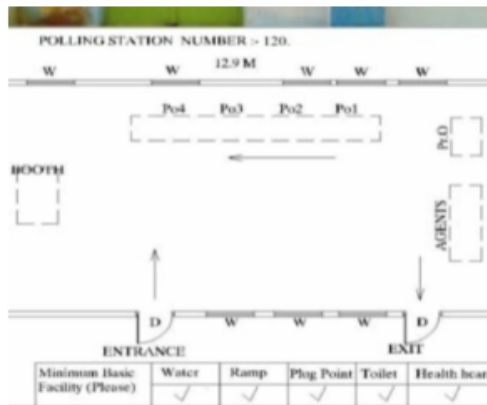 POLLING STATION NUMBER :- 120.
12.9 M
W W W W W
Po4 Po3 Po2 Po1
Pr.O
BOOTH
AGENTS
D W W W D
ENTRANCE EXIT
Minimum Basic Facility (Please) Water Ramp Plug Point Toilet Health
✓ ✓ ✓ ✓ ✓